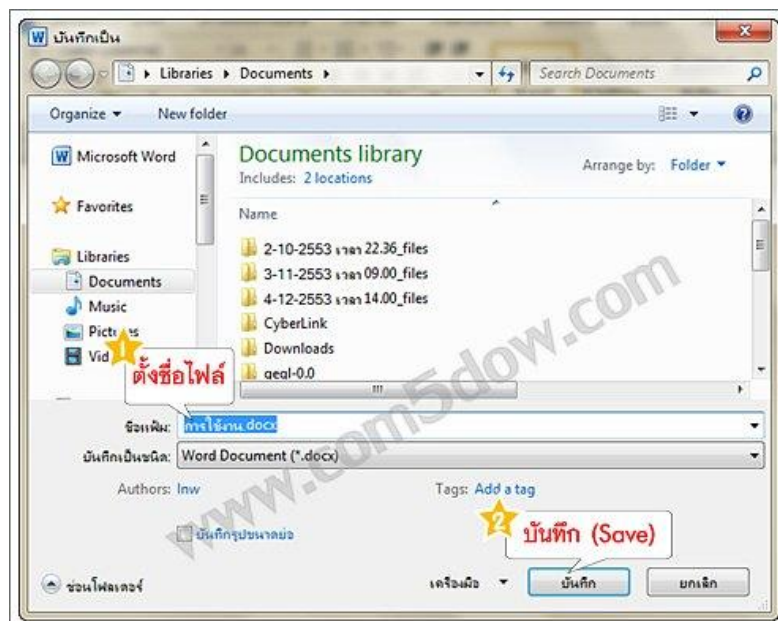 บันทึกเป็น
Libraries Documents
Search Documents
Organize New folder
Microsoft Word
Documents library
Includes: 2 locations
Arrange by: Folder
Favorites
Name
Libraries
2-10-2553 เวลา 22.36_files
Documents
3-11-2553 เวลา 09.00_files
Music
4-12-2553 เวลา 14.00_files
CyberLink
Downloads
gegl-0.0
1
ตั้งชื่อไฟล์
ชื่อแฟ้ม: การใช้งาน.docx
บันทึกเป็นชนิด: Word Document (*.docx)
Authors: Inw
Tags: Add a tag
2
บันทึก (Save)
บันทึกรูปขนาดย่อ
ซ่อนโฟลเดอร์
เครื่องมือ บันทึก ยกเลิก
www.com5dow.com